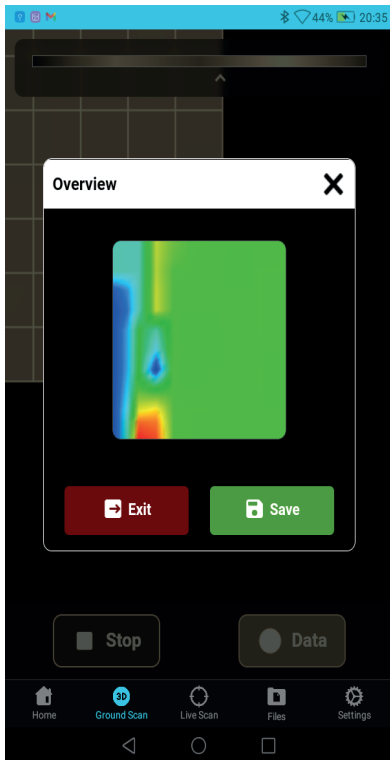 44% 20:35
Overview
Exit Save
Stop Data
3D
Home Ground Scan Live Scan Files Settings